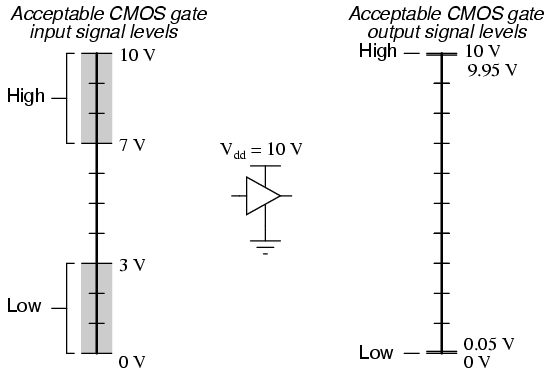 Acceptable CMOS gate
input signal levels
10 V
High
7 V
3 V
Low
0 V
Vdd = 10 V
Acceptable CMOS gate
output signal levels
High
10 V
9.95 V
0.05 V
Low
0 V